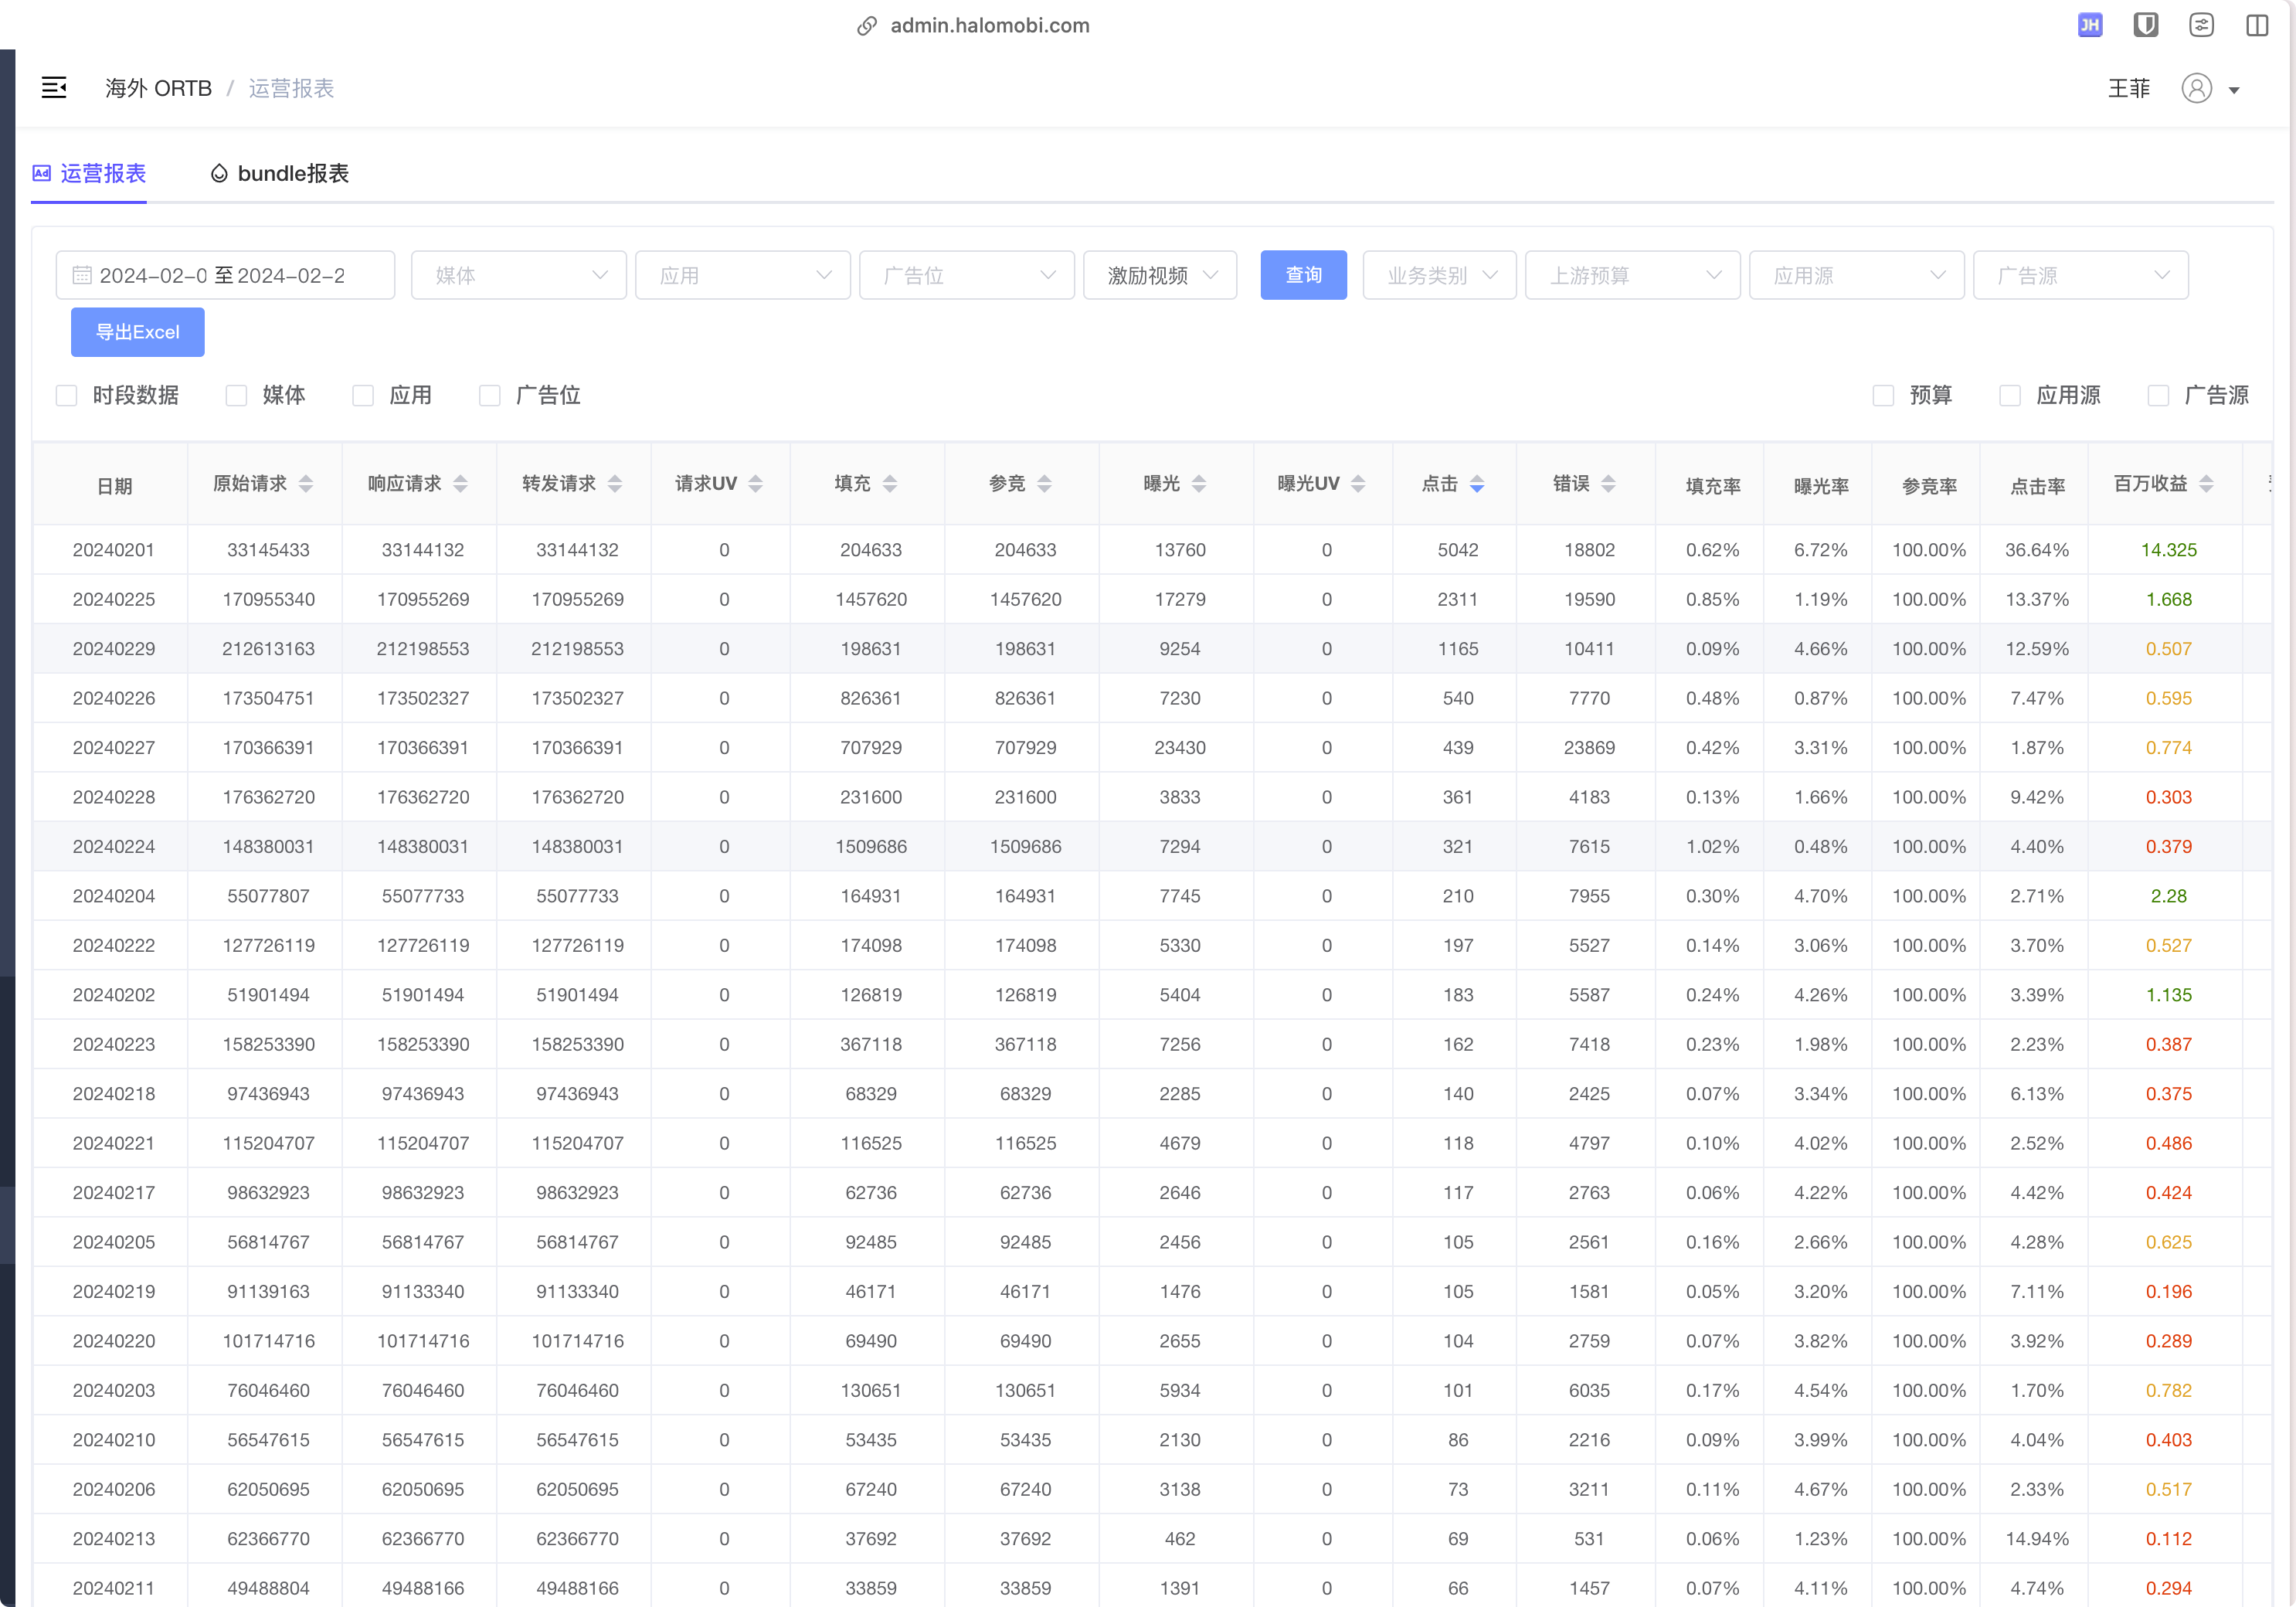 admin.halomobi.com
JH
海外 ORTB / 运营报表
王菲
Ad 运营报表 bundle报表
2024-02-0 至 2024-02-2 媒体 应用 广告位 激励视频 查询 业务类别 上游预算 应用源 广告源
导出Excel
时段数据 媒体 应用 广告位 预算 应用源 广告源
日期 原始请求 响应请求 转发请求 请求UV 填充 参竞 曝光 曝光UV 点击 错误 填充率 曝光率 参竞率 点击率 百万收益
20240201 33145433 33144132 33144132 0 204633 204633 13760 0 5042 18802 0.62% 6.72% 100.00% 36.64% 14.325
20240225 170955340 170955269 170955269 0 1457620 1457620 17279 0 2311 19590 0.85% 1.19% 100.00% 13.37% 1.668
20240229 212613163 212198553 212198553 0 198631 198631 9254 0 1165 10411 0.09% 4.66% 100.00% 12.59% 0.507
20240226 173504751 173502327 173502327 0 826361 826361 7230 0 540 7770 0.48% 0.87% 100.00% 7.47% 0.595
20240227 170366391 170366391 170366391 0 707929 707929 23430 0 439 23869 0.42% 3.31% 100.00% 1.87% 0.774
20240228 176362720 176362720 176362720 0 231600 231600 3833 0 361 4183 0.13% 1.66% 100.00% 9.42% 0.303
20240224 148380031 148380031 148380031 0 1509686 1509686 7294 0 321 7615 1.02% 0.48% 100.00% 4.40% 0.379
20240204 55077807 55077733 55077733 0 164931 164931 7745 0 210 7955 0.30% 4.70% 100.00% 2.71% 2.28
20240222 127726119 127726119 127726119 0 174098 174098 5330 0 197 5527 0.14% 3.06% 100.00% 3.70% 0.527
20240202 51901494 51901494 51901494 0 126819 126819 5404 0 183 5587 0.24% 4.26% 100.00% 3.39% 1.135
20240223 158253390 158253390 158253390 0 367118 367118 7256 0 162 7418 0.23% 1.98% 100.00% 2.23% 0.387
20240218 97436943 97436943 97436943 0 68329 68329 2285 0 140 2425 0.07% 3.34% 100.00% 6.13% 0.375
20240221 115204707 115204707 115204707 0 116525 116525 4679 0 118 4797 0.10% 4.02% 100.00% 2.52% 0.486
20240217 98632923 98632923 98632923 0 62736 62736 2646 0 117 2763 0.06% 4.22% 100.00% 4.42% 0.424
20240205 56814767 56814767 56814767 0 92485 92485 2456 0 105 2561 0.16% 2.66% 100.00% 4.28% 0.625
20240219 91139163 91133340 91133340 0 46171 46171 1476 0 105 1581 0.05% 3.20% 100.00% 7.11% 0.196
20240220 101714716 101714716 101714716 0 69490 69490 2655 0 104 2759 0.07% 3.82% 100.00% 3.92% 0.289
20240203 76046460 76046460 76046460 0 130651 130651 5934 0 101 6035 0.17% 4.54% 100.00% 1.70% 0.782
20240210 56547615 56547615 56547615 0 53435 53435 2130 0 86 2216 0.09% 3.99% 100.00% 4.04% 0.403
20240206 62050695 62050695 62050695 0 67240 67240 3138 0 73 3211 0.11% 4.67% 100.00% 2.33% 0.517
20240213 62366770 62366770 62366770 0 37692 37692 462 0 69 531 0.06% 1.23% 100.00% 14.94% 0.112
20240211 49488804 49488166 49488166 0 33859 33859 1391 0 66 1457 0.07% 4.11% 100.00% 4.74% 0.294